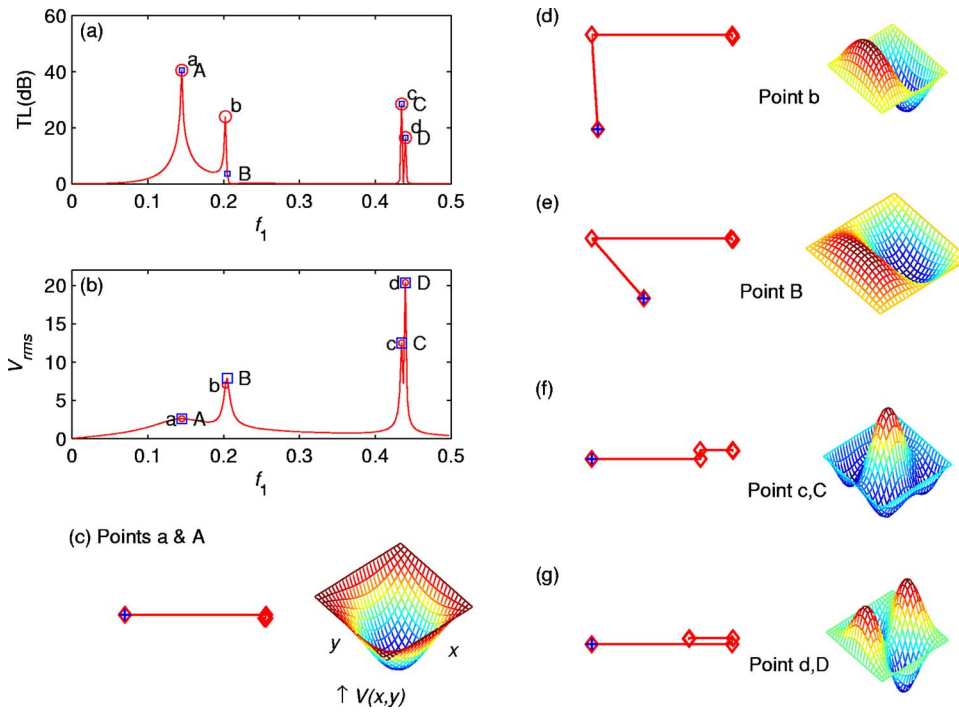 (a)
60
40
20
0
TL(dB)
a
A
b
B
c
C
d
D
0 0.1 0.2 0.3 0.4 0.5
f1
(b)
20
15
10
5
0
Vrms
a A
b B
c C
d D
0 0.1 0.2 0.3 0.4 0.5
f1
(c) Points a & A
y
x
↑ V(x,y)
(d)
Point b
(e)
Point B
(f)
Point c,C
(g)
Point d,D